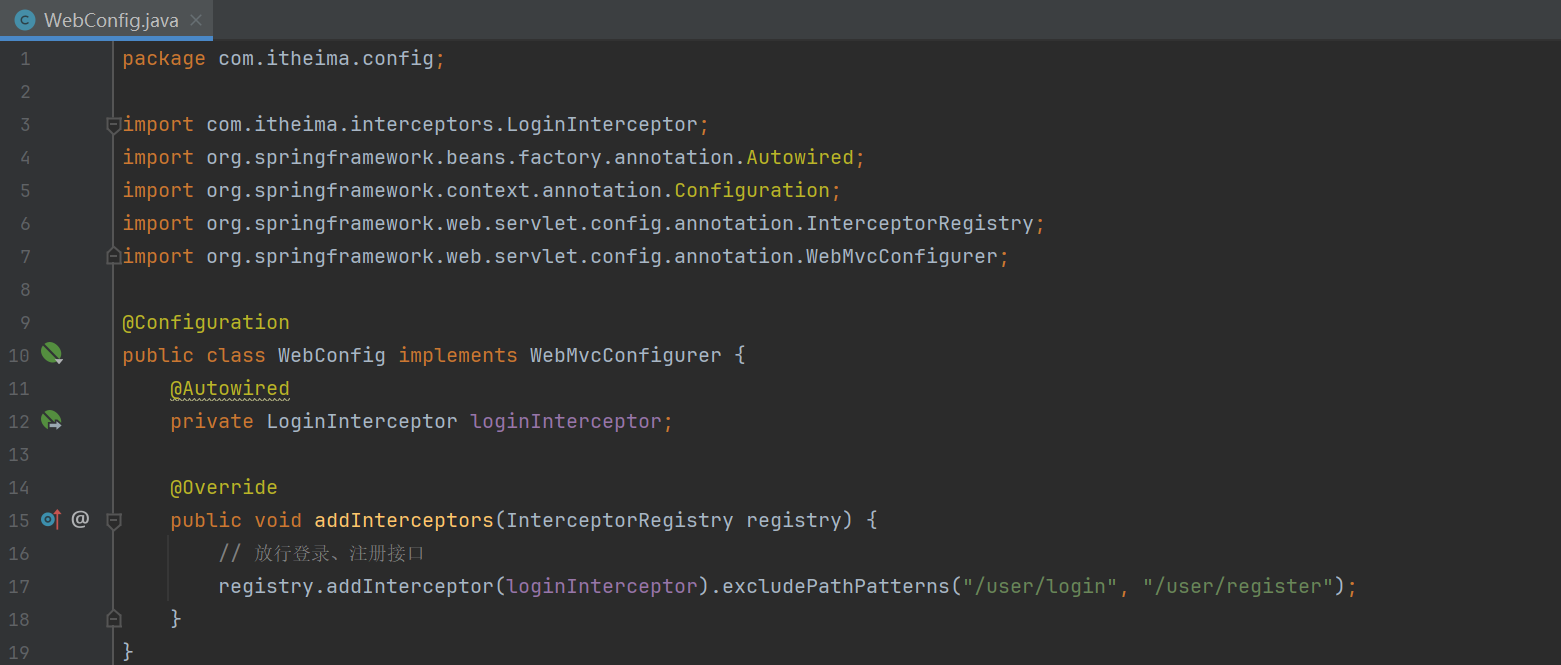 WebConfig.java
1 package com.itheima.config;
2
3 import com.itheima.interceptors.LoginInterceptor;
4 import org.springframework.beans.factory.annotation.Autowired;
5 import org.springframework.context.annotation.Configuration;
6 import org.springframework.web.servlet.config.annotation.InterceptorRegistry;
7 import org.springframework.web.servlet.config.annotation.WebMvcConfigurer;
8
9 @Configuration
10 public class WebConfig implements WebMvcConfigurer {
11     @Autowired
12     private LoginInterceptor loginInterceptor;
13
14     @Override
15 @     public void addInterceptors(InterceptorRegistry registry) {
16         // 放行登录、注册接口
17         registry.addInterceptor(loginInterceptor).excludePathPatterns("/user/login", "/user/register");
18     }
19 }